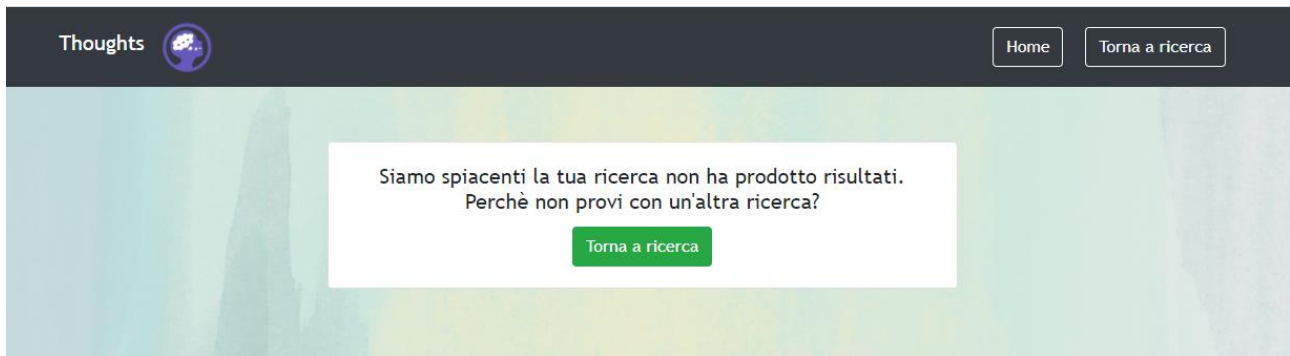 Thoughts
Home
Torna a ricerca
Siamo spiacenti la tua ricerca non ha prodotto risultati.
Perchè non provi con un'altra ricerca?
Torna a ricerca